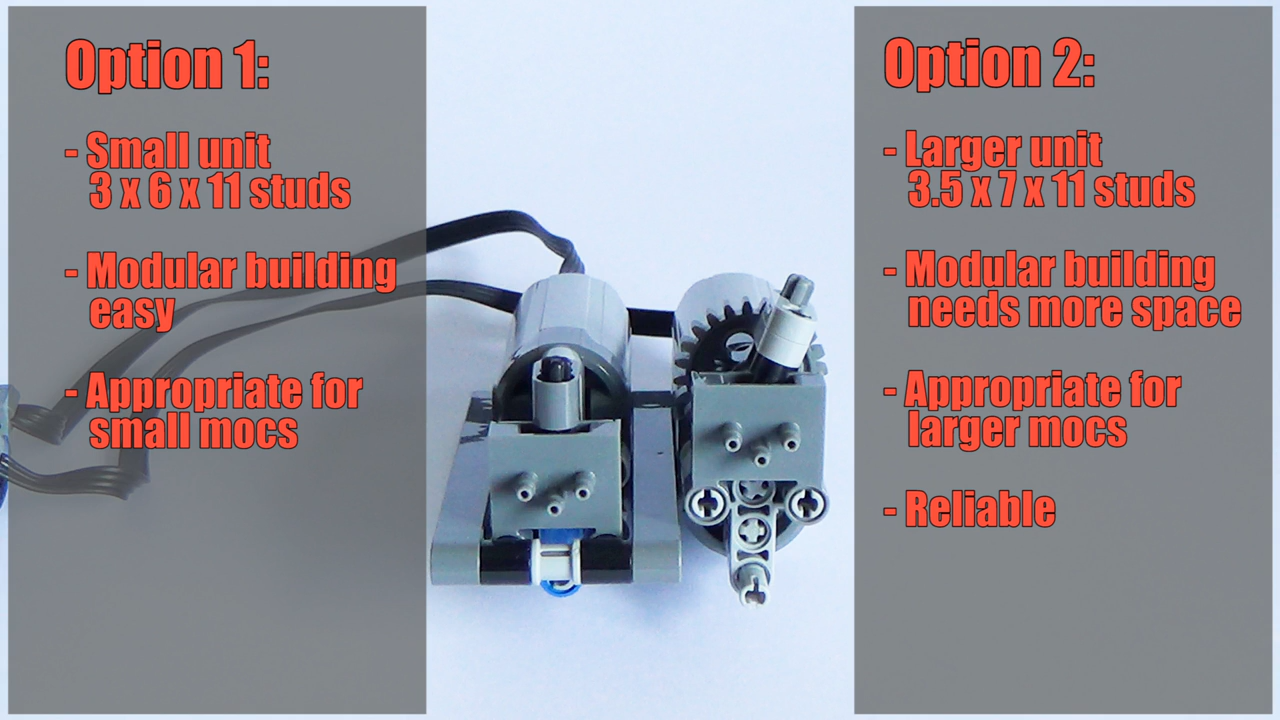 Option 1:
- Small unit
3 x 6 x 11 studs
- Modular building
easy
- Appropriate for
small mocs
Option 2:
- Larger unit
3.5 x 7 x 11 studs
- Modular building
needs more space
- Appropriate for
larger mocs
- Reliable